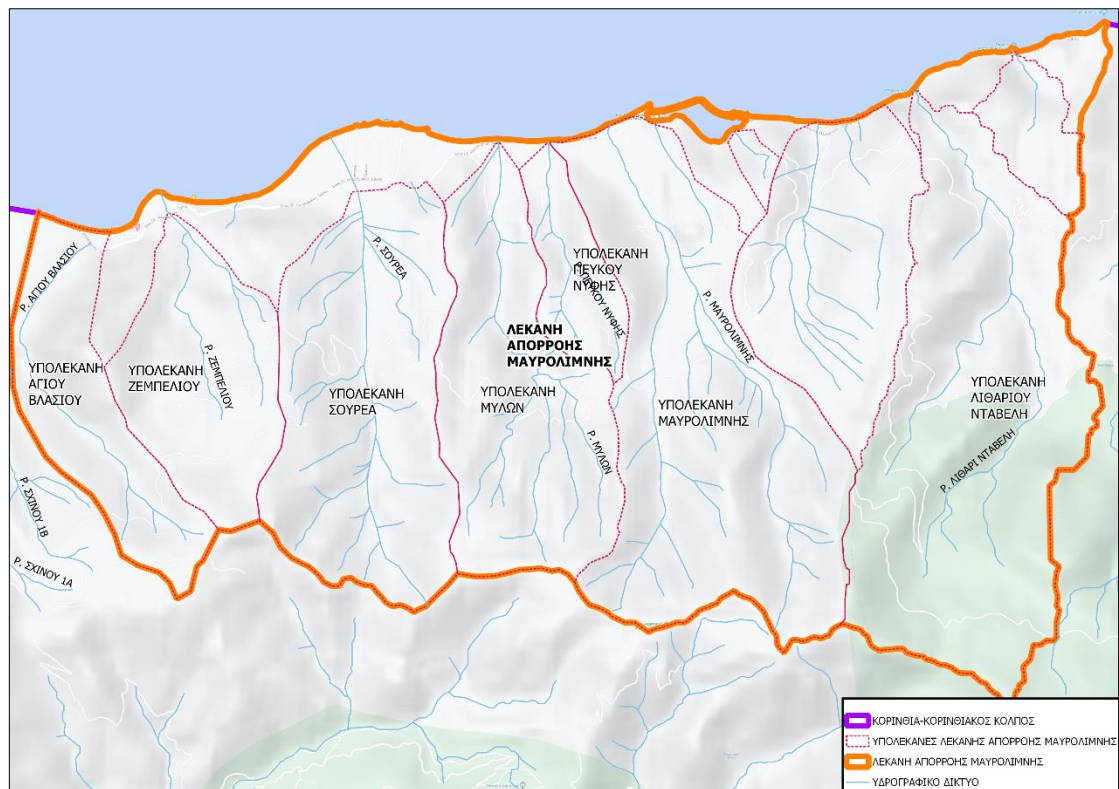 Ρ. ΑΓΙΟΥ ΒΛΑΣΙΟΥ
Ρ. ΣΟΥΡΕΑ
ΥΠΟΛΕΚΑΝΗ
ΠΕΥΚΟΥ
ΝΥΦΗΣ
ΠΕΥΚΟΥ ΝΥΦΗΣ
Ρ. ΜΑΥΡΟΛΙΜΝΗΣ
ΛΕΚΑΝΗ
ΑΠΟΡΡΟΗΣ
ΜΑΥΡΟΛΙΜΝΗΣ
ΥΠΟΛΕΚΑΝΗ
ΑΓΙΟΥ
ΒΛΑΣΙΟΥ
ΥΠΟΛΕΚΑΝΗ
ΖΕΜΠΕΛΙΟΥ
Ρ. ΖΕΜΠΕΛΙΟΥ
ΥΠΟΛΕΚΑΝΗ
ΣΟΥΡΕΑ
ΥΠΟΛΕΚΑΝΗ
ΜΥΛΩΝ
Ρ. ΜΥΛΩΝ
ΥΠΟΛΕΚΑΝΗ
ΜΑΥΡΟΛΙΜΝΗΣ
ΥΠΟΛΕΚΑΝΗ
ΛΙΘΑΡΙΟΥ
ΝΤΑΒΕΛΗ
Ρ. ΛΙΘΑΡΙ ΝΤΑΒΕΛΗ
Ρ. ΣΧΙΝΟΥ 1Β
Ρ. ΣΧΙΝΟΥ 1Α
ΚΟΡΙΝΘΙΑ-ΚΟΡΙΝΘΙΑΚΟΣ ΚΟΛΠΟΣ
ΥΠΟΛΕΚΑΝΕΣ ΛΕΚΑΝΗΣ ΑΠΟΡΡΟΗΣ ΜΑΥΡΟΛΙΜΝΗΣ
ΛΕΚΑΝΗ ΑΠΟΡΡΟΗΣ ΜΑΥΡΟΛΙΜΝΗΣ
ΥΔΡΟΓΡΑΦΙΚΟ ΔΙΚΤΥΟ